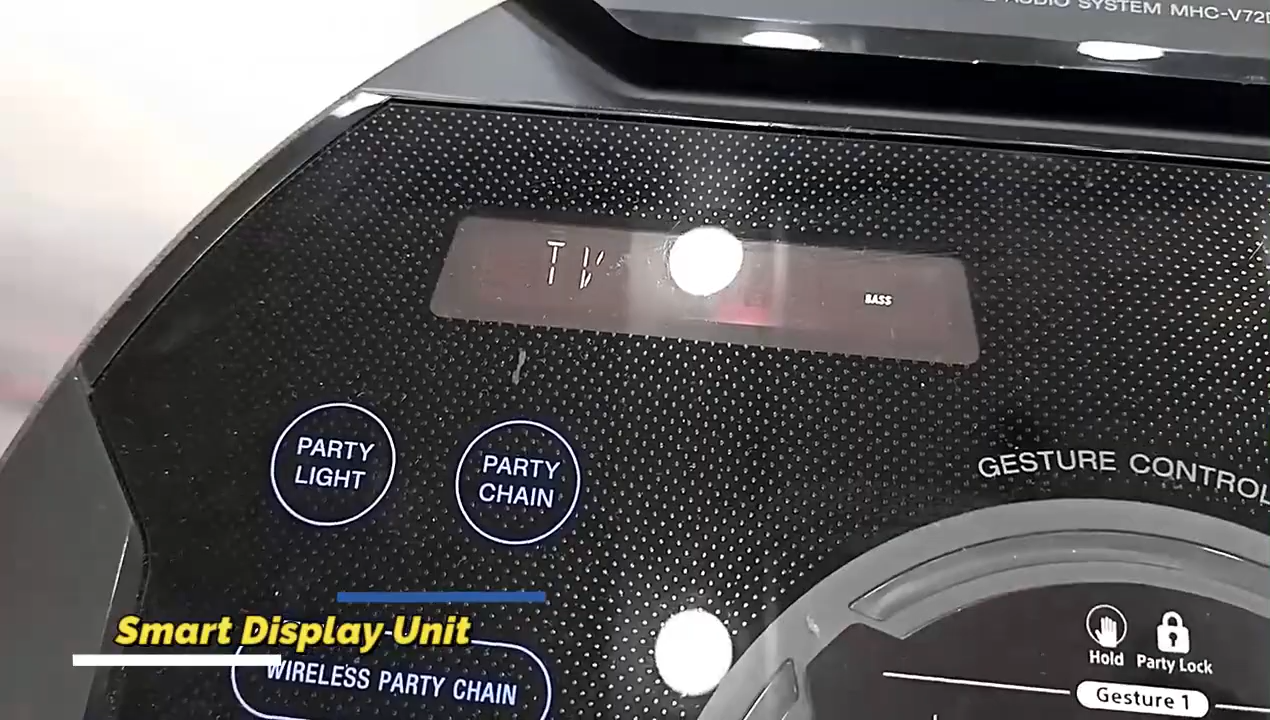 AUDIO SYSTEM MHC-V72D
TV
BASS
PARTY
LIGHT
PARTY
CHAIN
GESTURE CONTROL
Smart Display Unit
WIRELESS PARTY CHAIN
Hold
Party Lock
Gesture 1